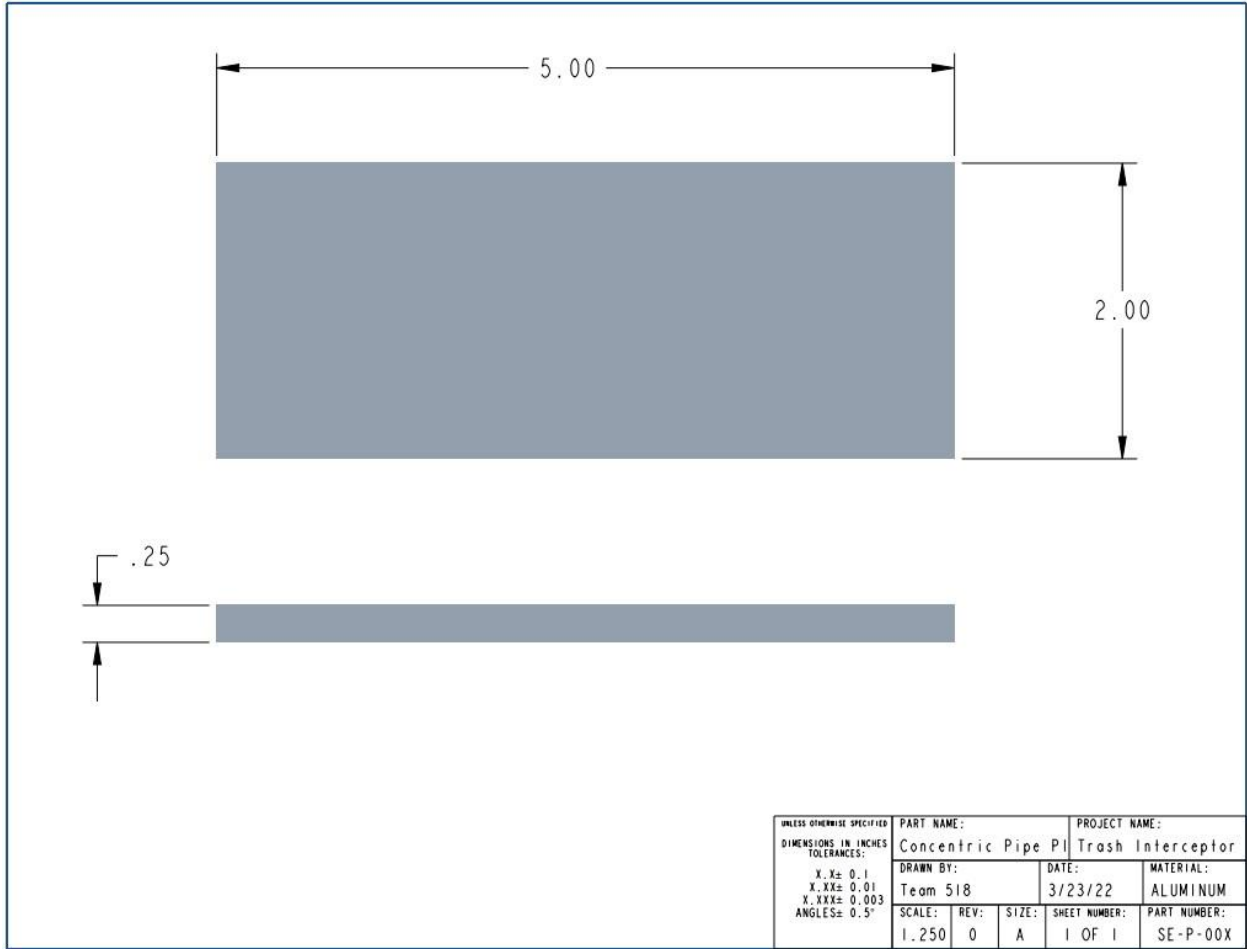 5.00
2.00
.25
UNLESS OTHERWISE SPECIFIED
DIMENSIONS IN INCHES
TOLERANCES:
X.X± 0.1
X.XX± 0.01
X.XXX± 0.003
ANGLES± 0.5°
PART NAME:
Concentric Pipe Pl
PROJECT NAME:
Trash Interceptor
DRAWN BY:
Team 518
DATE:
3/23/22
MATERIAL:
ALUMINUM
SCALE:
1.250
REV:
0
SIZE:
A
SHEET NUMBER:
1 OF 1
PART NUMBER:
SE-P-00X